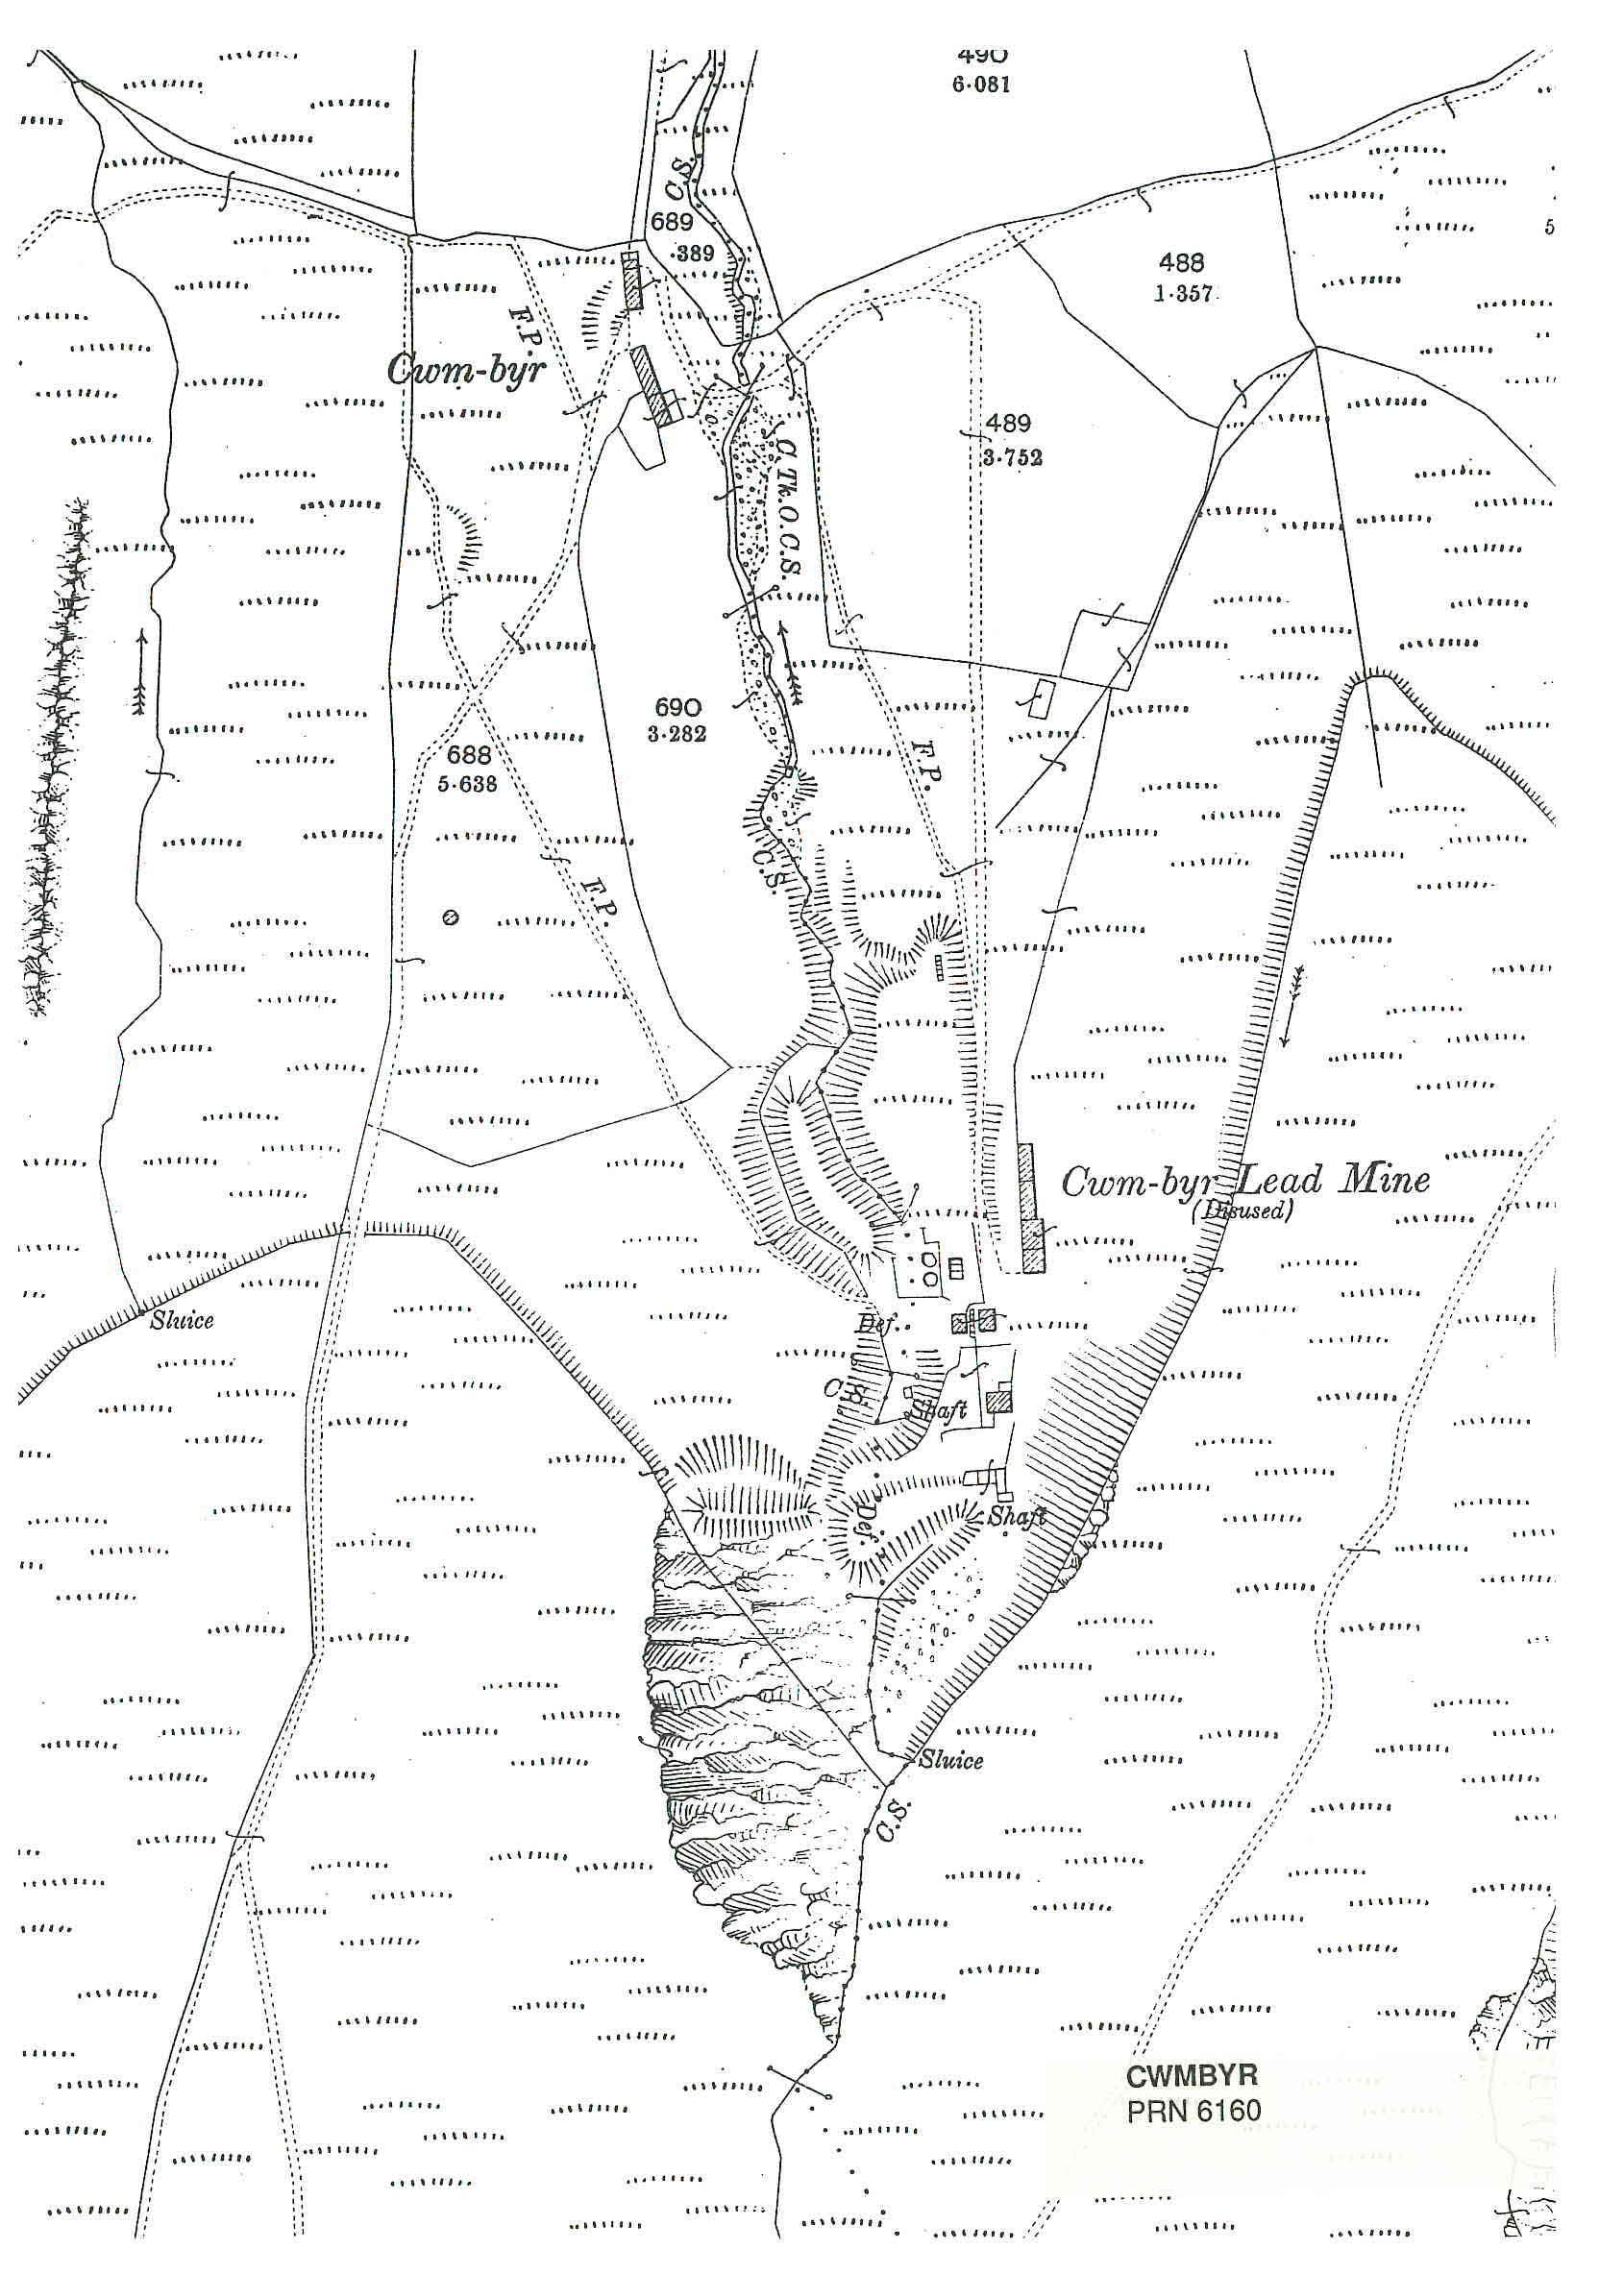 490
6·081
C.S.
689
·389
5
488
1·357
F.P.
Cwm-byr
489
3·752
C.Tk.O.C.S.
690
3·282
F.P.
688
5·638
C.S.
F.P.
Cwm-byr Lead Mine
(Disused)
Sluice
Def.
C.S.
Shaft
Def.
Shaft
Sluice
C.S.
CWMBYR
PRN 6160